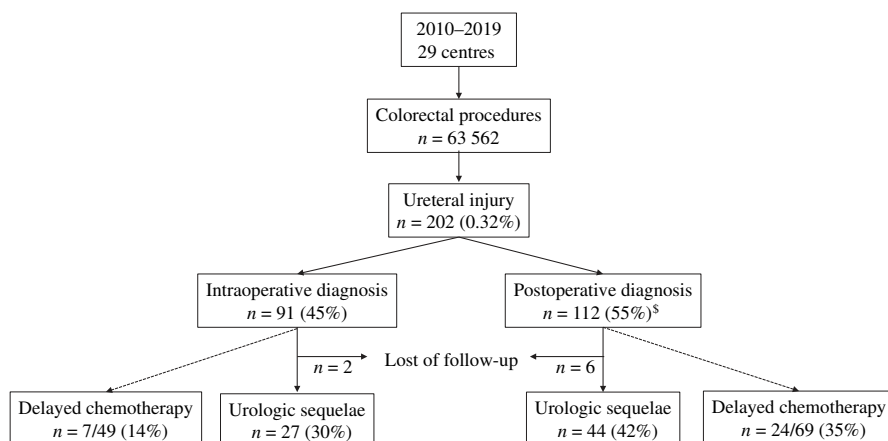 2010–2019
29 centres
Colorectal procedures
n = 63 562
Ureteral injury
n = 202 (0.32%)
Intraoperative diagnosis
n = 91 (45%)
Postoperative diagnosis
n = 112 (55%)$
n = 2
Lost of follow-up
n = 6
Delayed chemotherapy
n = 7/49 (14%)
Urologic sequelae
n = 27 (30%)
Urologic sequelae
n = 44 (42%)
Delayed chemotherapy
n = 24/69 (35%)